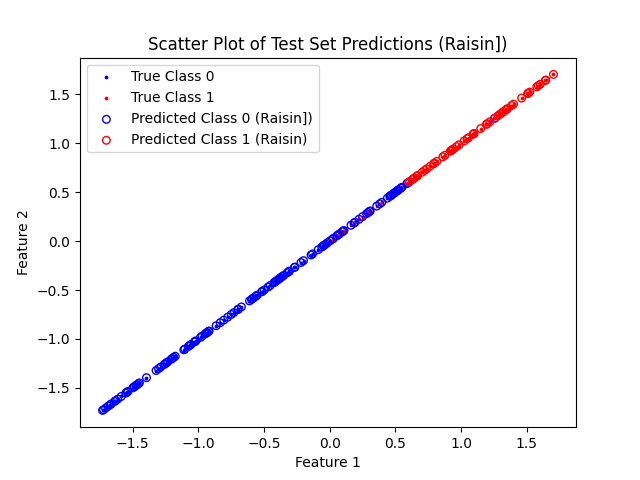 Scatter Plot of Test Set Predictions (Raisin])
True Class 0
True Class 1
Predicted Class 0 (Raisin])
Predicted Class 1 (Raisin)
1.5
1.0
0.5
0.0
−0.5
−1.0
−1.5
Feature 2
−1.5 −1.0 −0.5 0.0 0.5 1.0 1.5
Feature 1